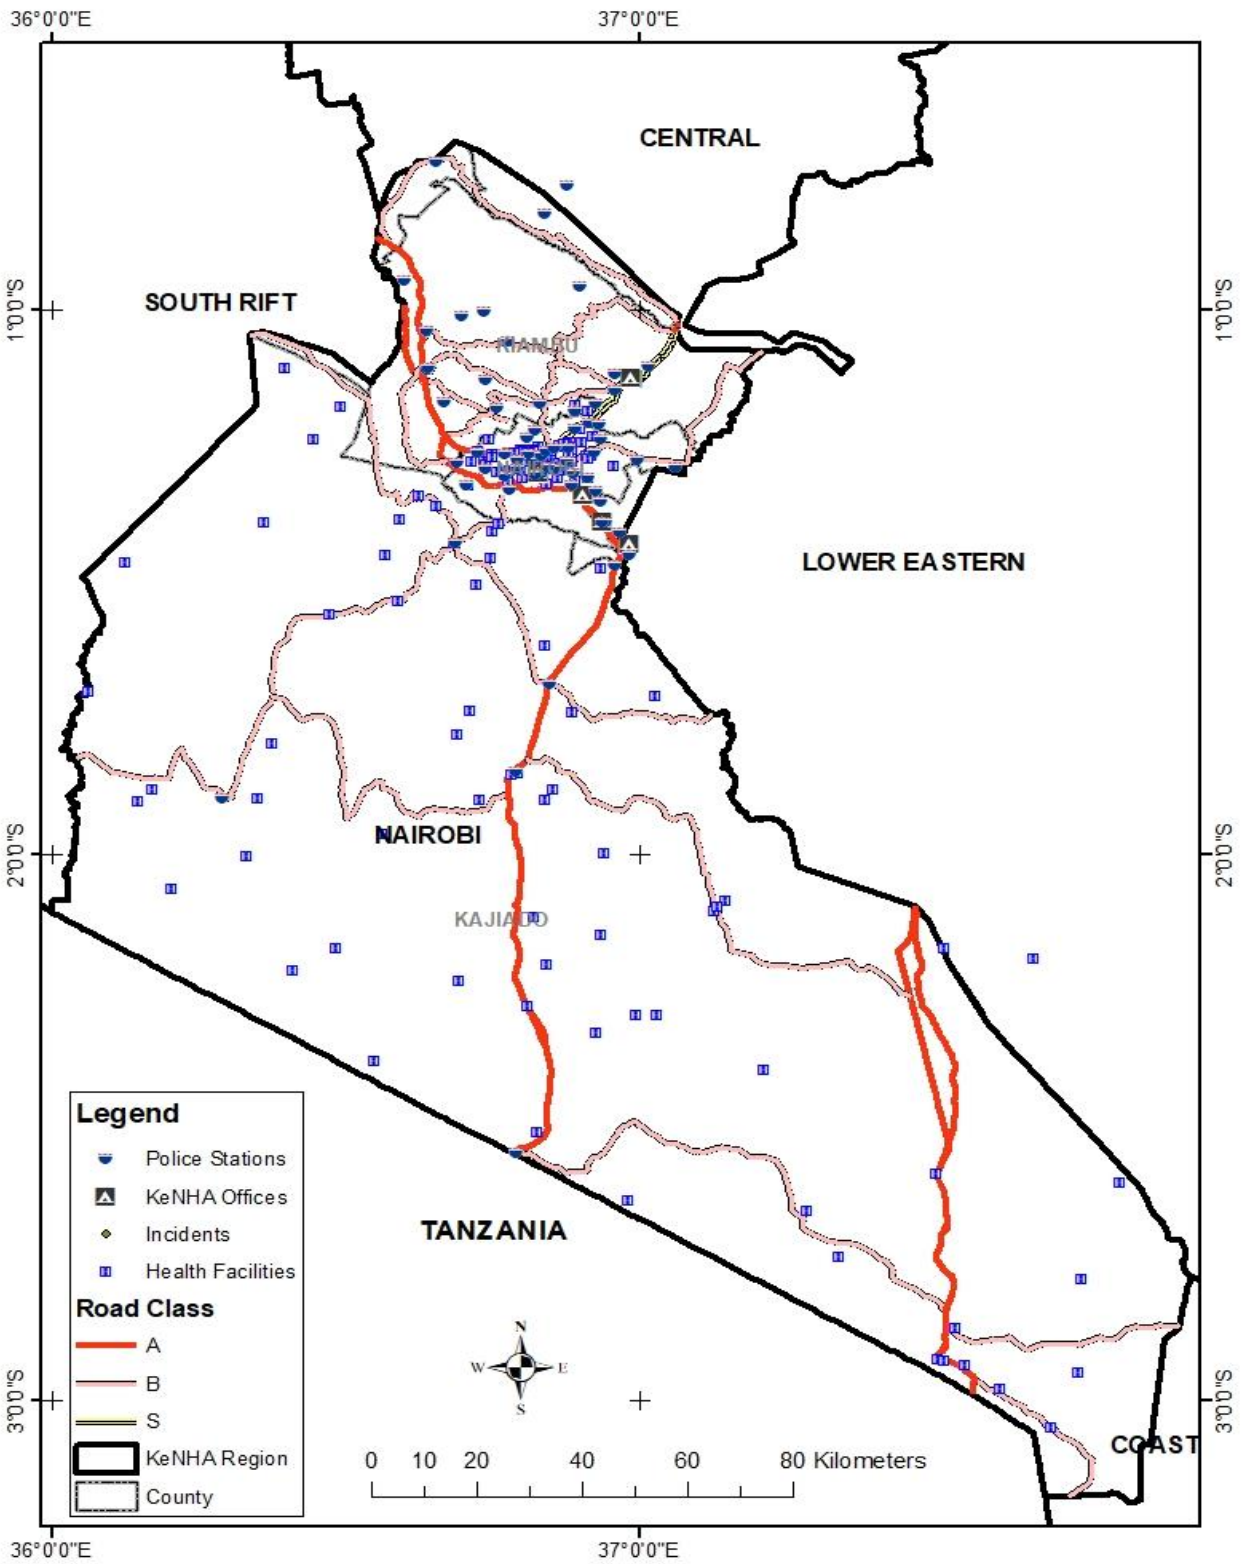 36°0'0"E 37°0'0"E
CENTRAL
SOUTH RIFT
1°0'0"S 1°0'0"S
KIAMBU
LOWER EASTERN
NAIROBI
2°0'0"S 2°0'0"S
KAJIADO
Legend
Police Stations
KeNHA Offices
Incidents
Health Facilities
Road Class
A
B
S
KeNHA Region
County
TANZANIA
N
W E
S
3°0'0"S 3°0'0"S
COAST
0 10 20 40 60 80 Kilometers
36°0'0"E 37°0'0"E